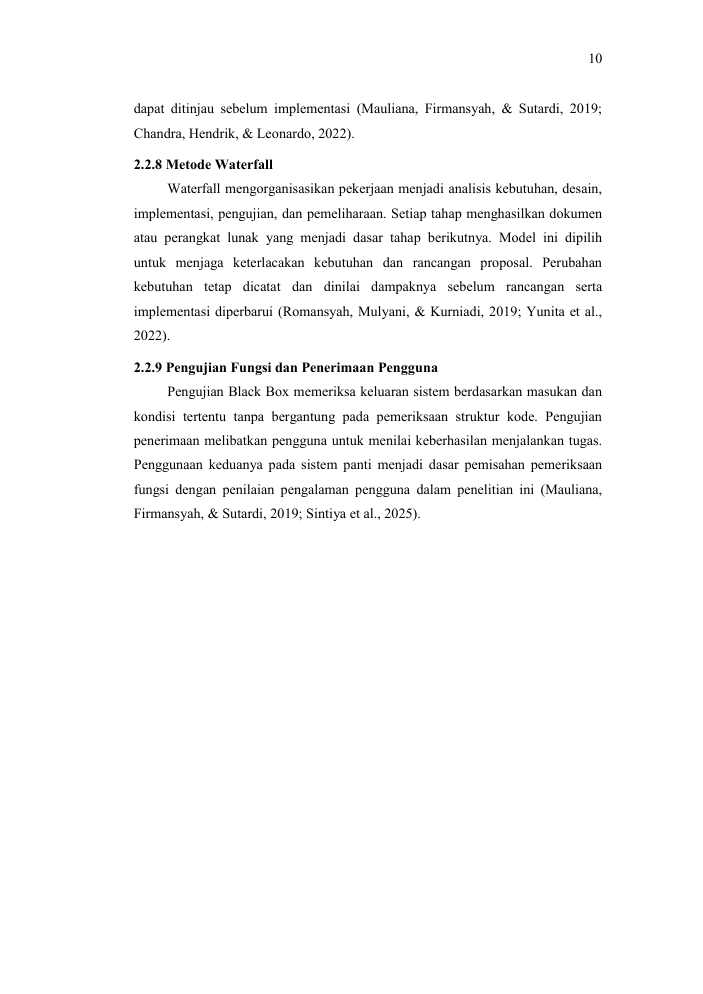 10
dapat ditinjau sebelum implementasi (Mauliana, Firmansyah, & Sutardi, 2019;
Chandra, Hendrik, & Leonardo, 2022).
2.2.8 Metode Waterfall
Waterfall mengorganisasikan pekerjaan menjadi analisis kebutuhan, desain,
implementasi, pengujian, dan pemeliharaan. Setiap tahap menghasilkan dokumen
atau perangkat lunak yang menjadi dasar tahap berikutnya. Model ini dipilih
untuk menjaga keterlacakan kebutuhan dan rancangan proposal. Perubahan
kebutuhan tetap dicatat dan dinilai dampaknya sebelum rancangan serta
implementasi diperbarui (Romansyah, Mulyani, & Kurniadi, 2019; Yunita et al.,
2022).
2.2.9 Pengujian Fungsi dan Penerimaan Pengguna
Pengujian Black Box memeriksa keluaran sistem berdasarkan masukan dan
kondisi tertentu tanpa bergantung pada pemeriksaan struktur kode. Pengujian
penerimaan melibatkan pengguna untuk menilai keberhasilan menjalankan tugas.
Penggunaan keduanya pada sistem panti menjadi dasar pemisahan pemeriksaan
fungsi dengan penilaian pengalaman pengguna dalam penelitian ini (Mauliana,
Firmansyah, & Sutardi, 2019; Sintiya et al., 2025).